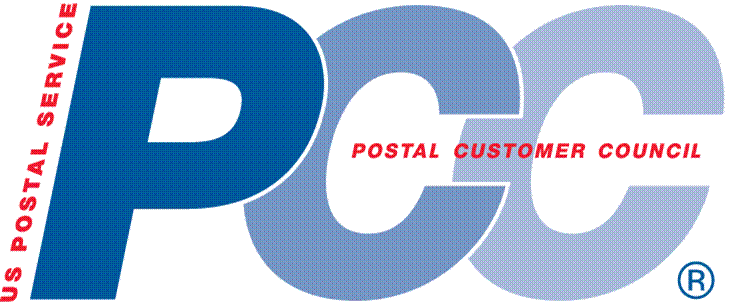 US POSTAL SERVICE
PCC
POSTAL CUSTOMER COUNCIL
®